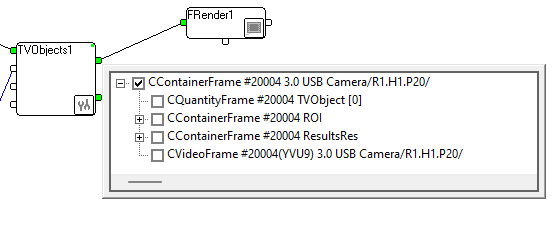 FRender1
TVObjects1
CContainerFrame #20004 3.0 USB Camera/R1.H1.P20/
CQuantityFrame #20004 TVObject [0]
CContainerFrame #20004 ROI
CContainerFrame #20004 ResultsRes
CVideoFrame #20004(YVU9) 3.0 USB Camera/R1.H1.P20/